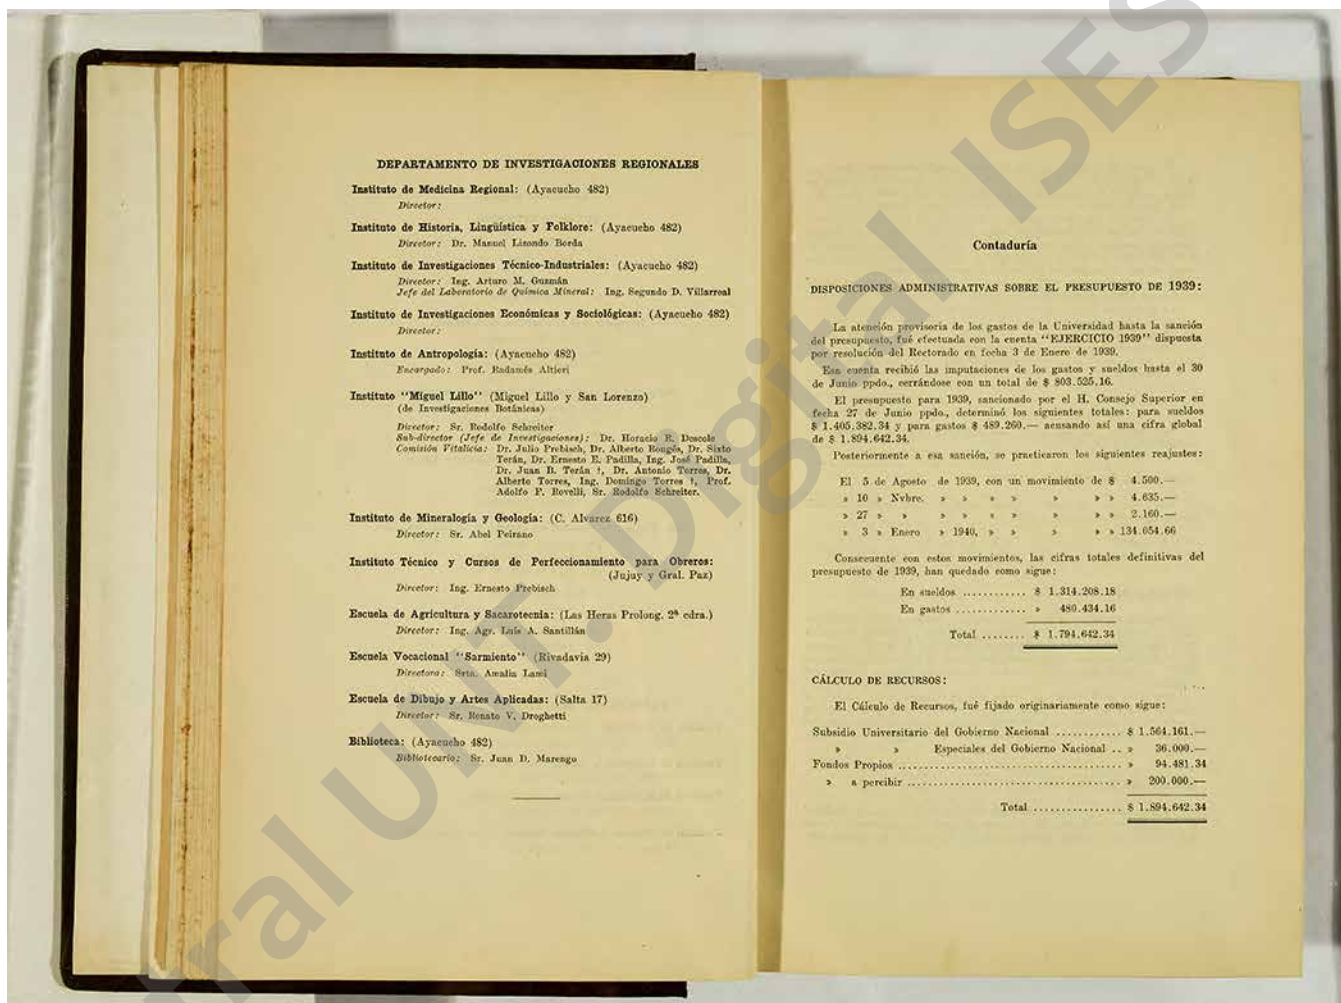 DEPARTAMENTO DE INVESTIGACIONES REGIONALES
Instituto de Medicina Regional: (Ayacucho 482)
Director:
Instituto de Historia, Lingüística y Folklore: (Ayacucho 482)
Director: Dr. Manuel Lizondo Borda
Instituto de Investigaciones Técnico-Industriales: (Ayacucho 482)
Director: Ing. Arturo M. Guzmán
Jefe del Laboratorio de Química Mineral: Ing. Segundo D. Villarreal
Instituto de Investigaciones Económicas y Sociológicas: (Ayacucho 482)
Director:
Instituto de Antropología: (Ayacucho 482)
Encargado: Prof. Radamés Altieri
Instituto "Miguel Lillo" (Miguel Lillo y San Lorenzo)
(de Investigaciones Botánicas)
Director: Sr. Rodolfo Schreiter
Sub-director (Jefe de Investigaciones): Dr. Horacio R. Descole
Comisión Vitalicia: Dr. Julio Prebisch, Dr. Alberto Rougés, Dr. Sixto
Terán, Dr. Ernesto E. Padilla, Ing. José Padilla,
Dr. Juan B. Terán †, Dr. Antonio Torres, Dr.
Alberto Torres, Ing. Domingo Torres †, Prof.
Adolfo F. Rovelli, Sr. Rodolfo Schreiter.
Instituto de Mineralogía y Geología: (C. Alvarez 616)
Director: Sr. Abel Peirano
Instituto Técnico y Cursos de Perfeccionamiento para Obreros:
(Jujuy y Gral. Paz)
Director: Ing. Ernesto Prebisch
Escuela de Agricultura y Sacarotecnia: (Las Heras Prolong. 2ª cdra.)
Director: Ing. Agr. Luis A. Santillán
Escuela Vocacional "Sarmiento" (Rivadavia 29)
Directora: Srta. Amalia Lami
Escuela de Dibujo y Artes Aplicadas: (Salta 17)
Director: Sr. Renato V. Droghetti
Biblioteca: (Ayacucho 482)
Bibliotecario: Sr. Juan D. Marengo
Contaduría
DISPOSICIONES ADMINISTRATIVAS SOBRE EL PRESUPUESTO DE 1939:
La atención provisoria de los gastos de la Universidad hasta la sanción
del presupuesto, fué efectuada con la cuenta "EJERCICIO 1939" dispuesta
por resolución del Rectorado en fecha 3 de Enero de 1939.
Esa cuenta recibió las imputaciones de los gastos y sueldos hasta el 30
de Junio ppdo., cerrándose con un total de $ 803.525.16.
El presupuesto para 1939, sancionado por el H. Consejo Superior en
fecha 27 de Junio ppdo., determinó los siguientes totales: para sueldos
$ 1.405.382.34 y para gastos $ 489.260.— acusando así una cifra global
de $ 1.894.642.34.
Posteriormente a esa sanción, se practicaron los siguientes reajustes:
El 5 de Agosto de 1939, con un movimiento de $ 4.500.—
» 10 » Nvbre. » » » » » » » 4.635.—
» 27 » » » » » » » » » 2.160.—
» 3 » Enero » 1940, » » » » » 134.054.66
Consecuente con estos movimientos, las cifras totales definitivas del
presupuesto de 1939, han quedado como sigue:
En sueldos ............ $ 1.314.208.18
En gastos ............. » 480.434.16
Total ........ $ 1.794.642.34
CÁLCULO DE RECURSOS:
El Cálculo de Recursos, fué fijado originariamente como sigue:
Subsidio Universitario del Gobierno Nacional ............ $ 1.564.161.—
» » Especiales del Gobierno Nacional .. » 36.000.—
Fondos Propios ......................................... » 94.481.34
» a percibir ....................................... » 200.000.—
Total ................ $ 1.894.642.34
tral UNT. Digital ISES